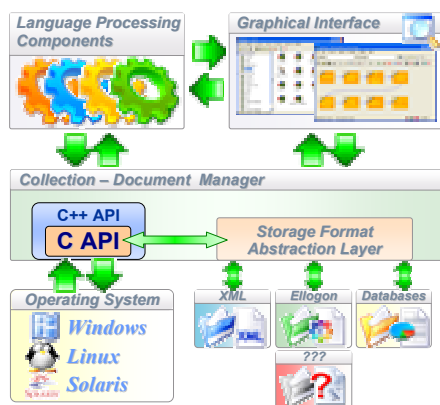 Language Processing
Components
Graphical Interface
Collection – Document Manager
C++ API
C API
Storage Format
Abstraction Layer
Operating System
Windows
Linux
Solaris
XML
Ellogon
Databases
XML
???
?